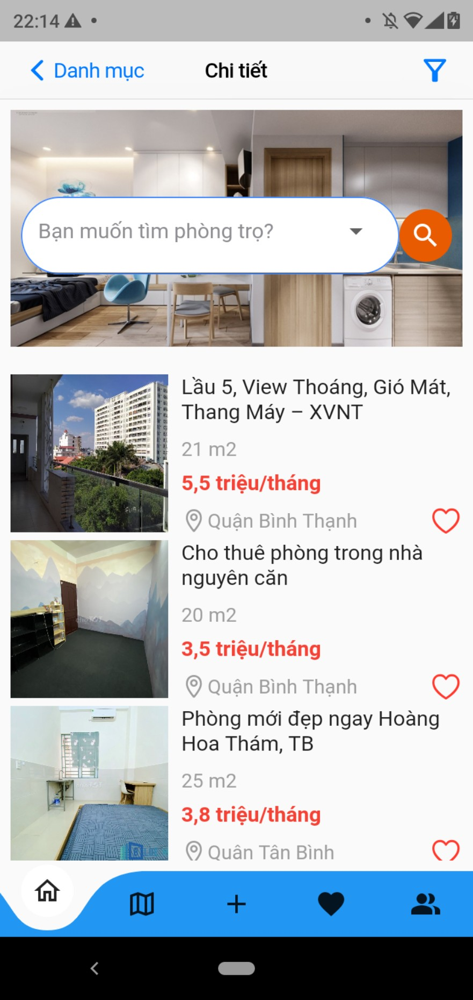 22:14
Danh mục
Chi tiết
Bạn muốn tìm phòng trọ?
Lầu 5, View Thoáng, Gió Mát,
Thang Máy – XVNT
21 m2
5,5 triệu/tháng
Quận Bình Thạnh
Cho thuê phòng trong nhà
nguyên căn
20 m2
3,5 triệu/tháng
Quận Bình Thạnh
Phòng mới đẹp ngay Hoàng
Hoa Thám, TB
25 m2
3,8 triệu/tháng
Quân Tân Bình